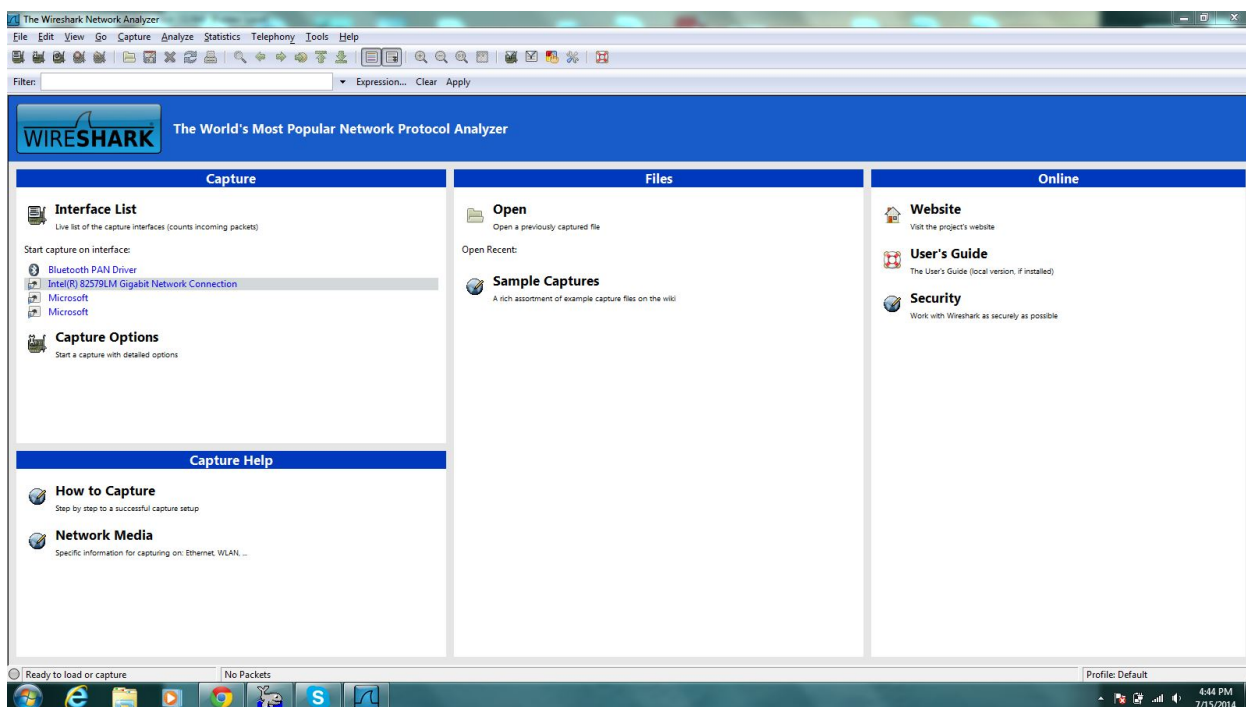 The Wireshark Network Analyzer
File Edit View Go Capture Analyze Statistics Telephony Tools Help
Filter: Expression... Clear Apply
WIRESHARK The World's Most Popular Network Protocol Analyzer
Capture
Interface List
Live list of the capture interfaces (counts incoming packets)
Start capture on interface:
Bluetooth PAN Driver
Intel(R) 82579LM Gigabit Network Connection
Microsoft
Microsoft
Capture Options
Start a capture with detailed options
Capture Help
How to Capture
Step by step to a successful capture setup
Network Media
Specific information for capturing on: Ethernet, WLAN, ...
Files
Open
Open a previously captured file
Open Recent:
Sample Captures
A rich assortment of example capture files on the wiki
Online
Website
Visit the project's website
User's Guide
The User's Guide (local version, if installed)
Security
Work with Wireshark as securely as possible
Ready to load or capture No Packets Profile: Default
4:44 PM
7/15/2014